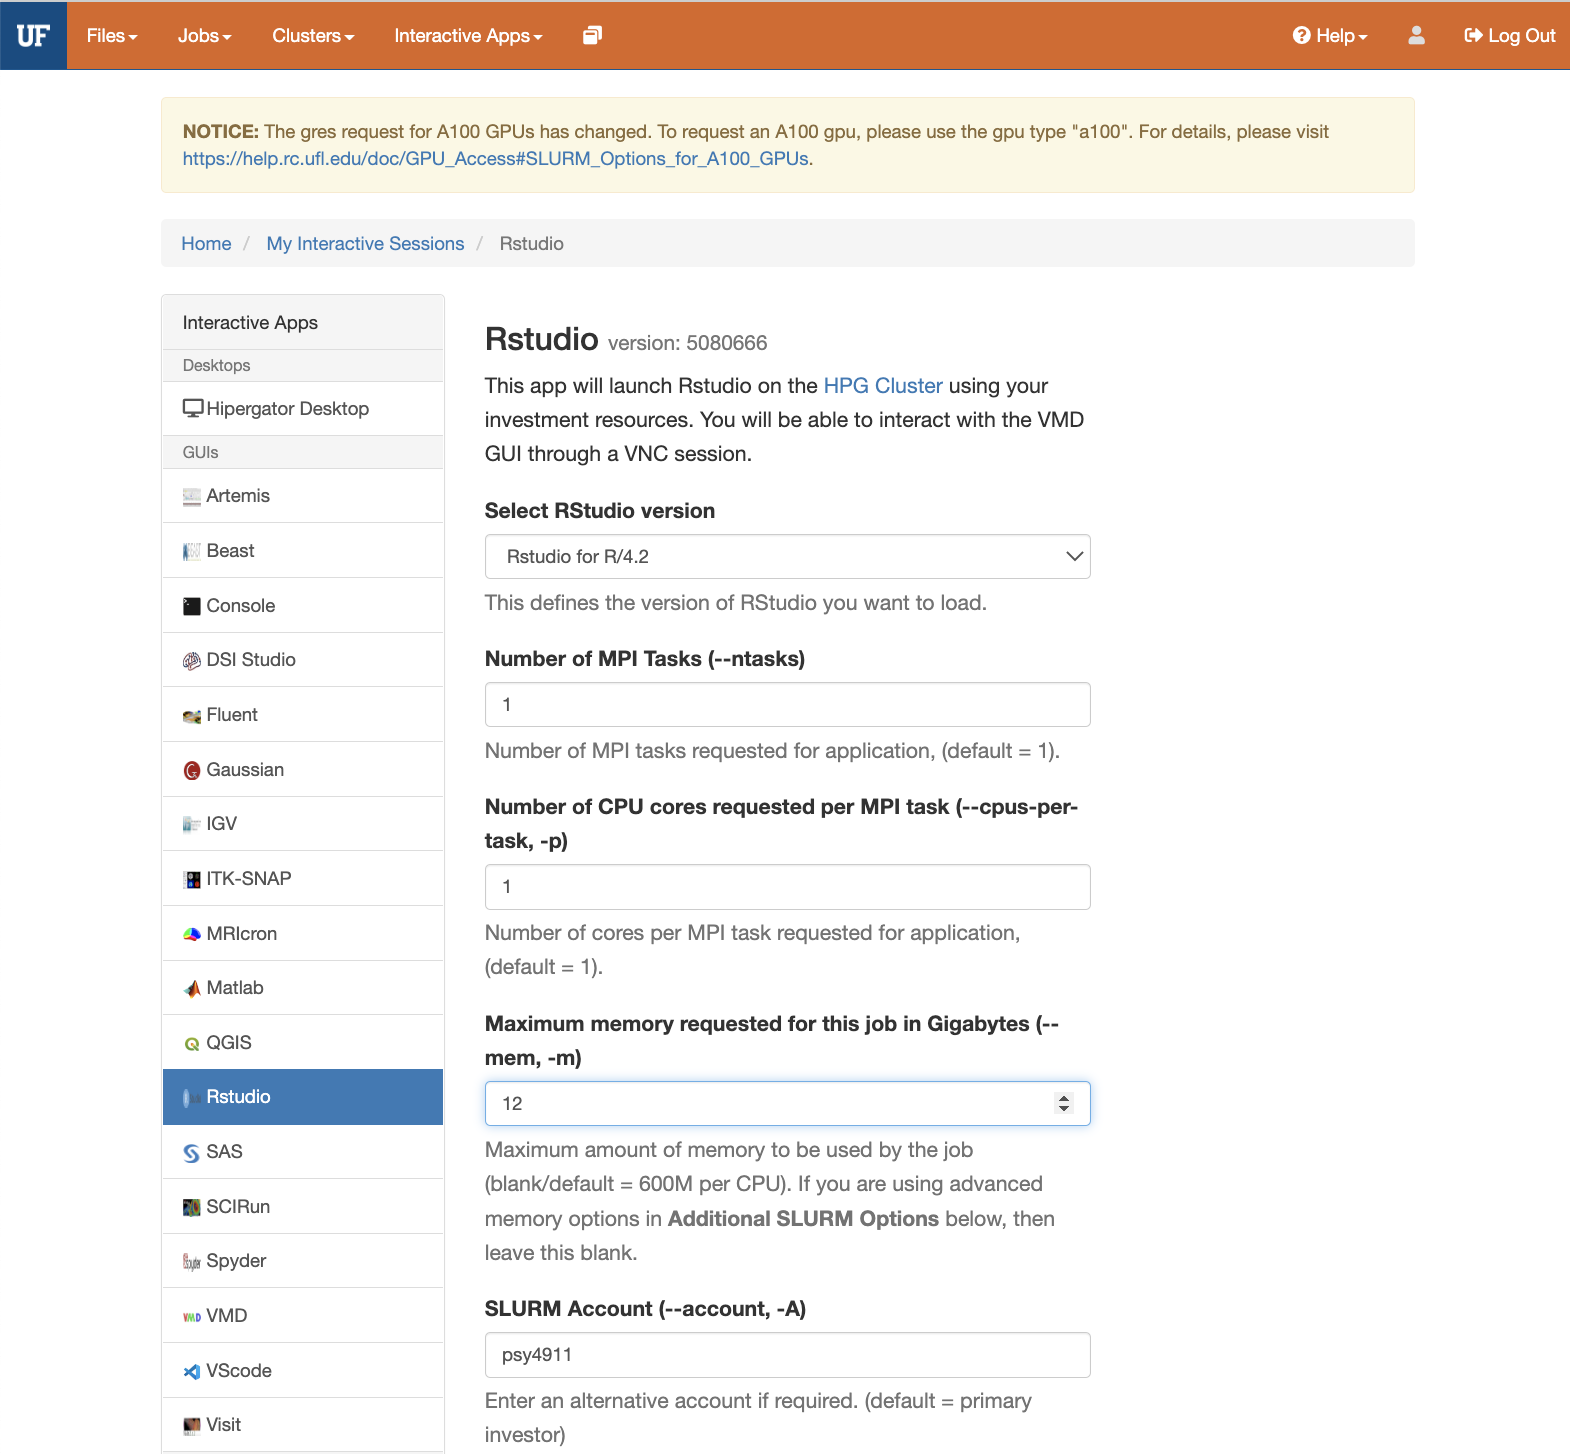 UF
Files
Jobs
Clusters
Interactive Apps
Help
Log Out
NOTICE: The gres request for A100 GPUs has changed. To request an A100 gpu, please use the gpu type "a100". For details, please visit
https://help.rc.ufl.edu/doc/GPU_Access#SLURM_Options_for_A100_GPUs.
Home / My Interactive Sessions / Rstudio
Interactive Apps
Desktops
Hipergator Desktop
GUIs
Artemis
Beast
Console
DSI Studio
Fluent
Gaussian
IGV
ITK-SNAP
MRIcron
Matlab
QGIS
Rstudio
SAS
SCIRun
Spyder
VMD
VScode
Visit
Rstudio version: 5080666
This app will launch Rstudio on the HPG Cluster using your
investment resources. You will be able to interact with the VMD
GUI through a VNC session.
Select RStudio version
Rstudio for R/4.2
This defines the version of RStudio you want to load.
Number of MPI Tasks (--ntasks)
1
Number of MPI tasks requested for application, (default = 1).
Number of CPU cores requested per MPI task (--cpus-per-
task, -p)
1
Number of cores per MPI task requested for application,
(default = 1).
Maximum memory requested for this job in Gigabytes (--
mem, -m)
12
Maximum amount of memory to be used by the job
(blank/default = 600M per CPU). If you are using advanced
memory options in Additional SLURM Options below, then
leave this blank.
SLURM Account (--account, -A)
psy4911
Enter an alternative account if required. (default = primary
investor)